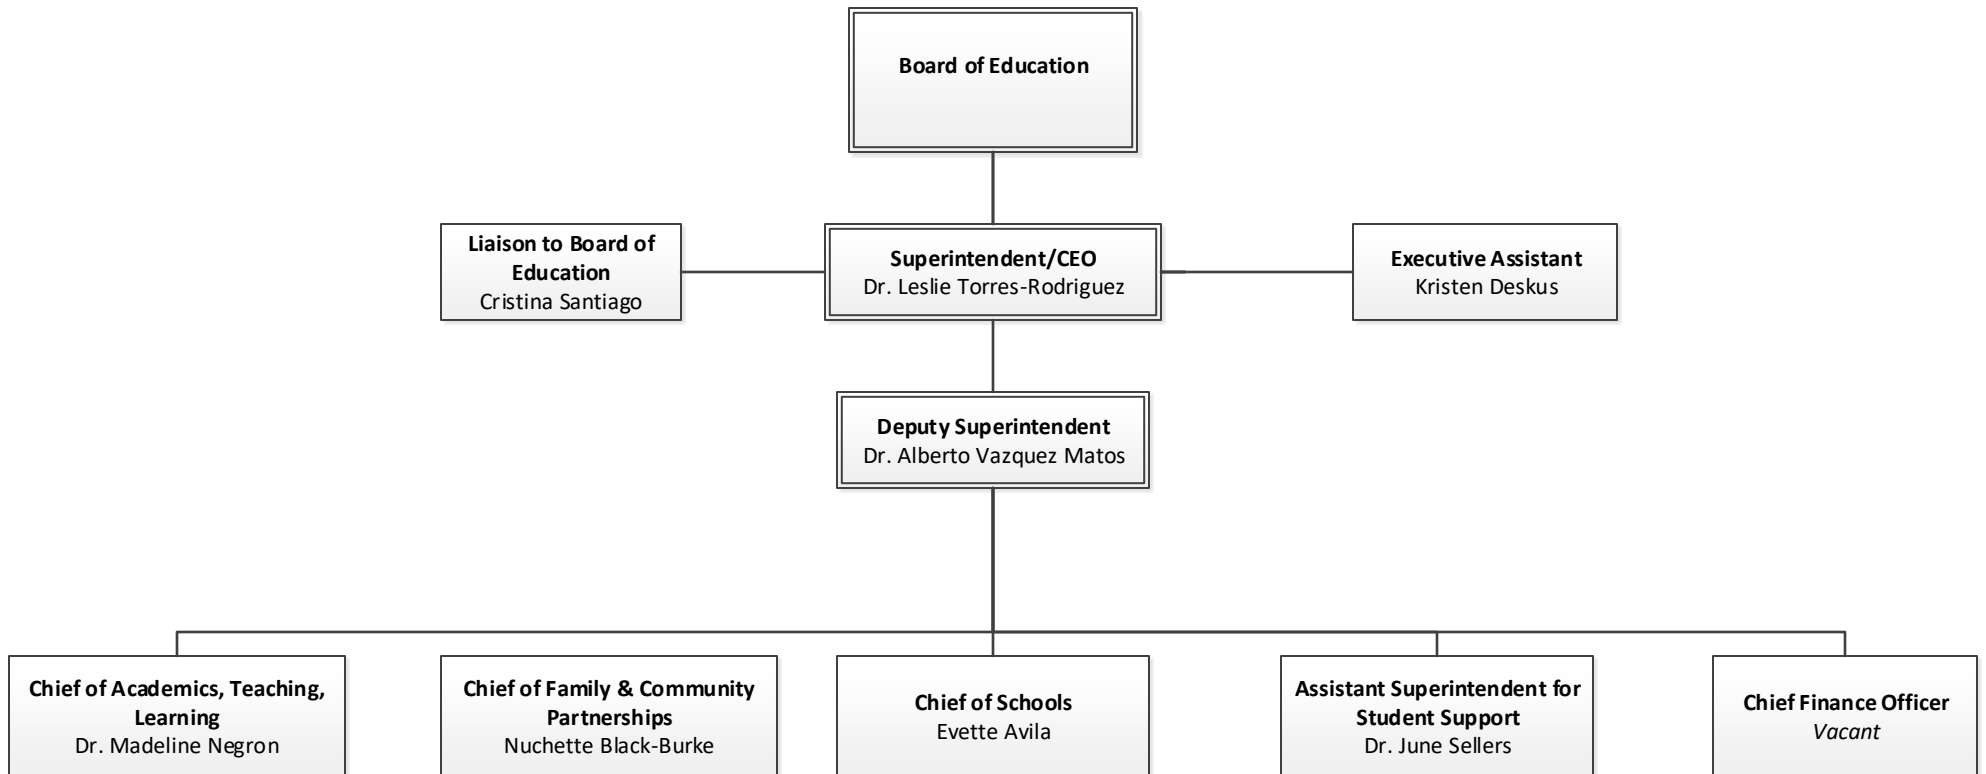 Board of Education
Liaison to Board of
Education
Cristina Santiago
Superintendent/CEO
Dr. Leslie Torres-Rodriguez
Executive Assistant
Kristen Deskus
Deputy Superintendent
Dr. Alberto Vazquez Matos
Chief of Academics, Teaching,
Learning
Dr. Madeline Negron
Chief of Family & Community
Partnerships
Nuchette Black-Burke
Chief of Schools
Evette Avila
Assistant Superintendent for
Student Support
Dr. June Sellers
Chief Finance Officer
Vacant